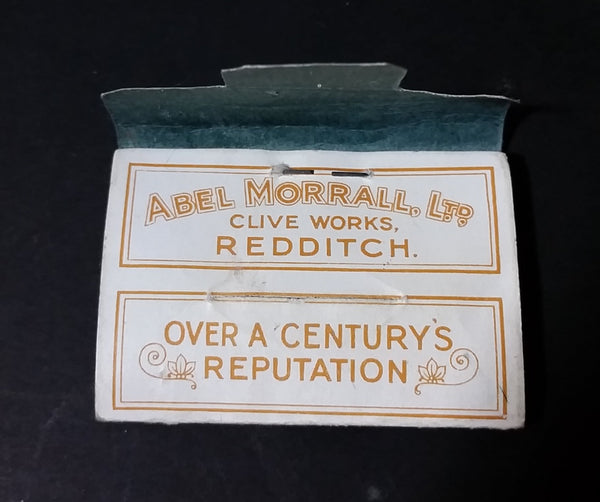 ABEL MORRALL, LTD.
CLIVE WORKS,
REDDITCH.
OVER A CENTURY'S
REPUTATION